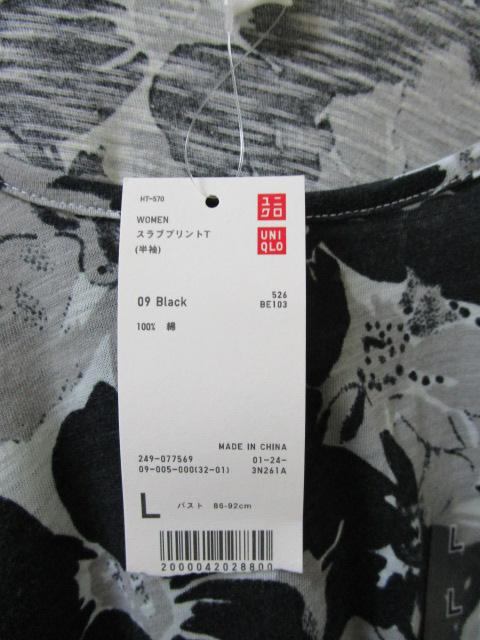 HT-570
WOMEN
スラブプリントT
(半袖)
ユニ
クロ
UNI
QLO
09 Black
526
BE103
100% 綿
MADE IN CHINA
249-077569
01-24-
09-005-000(32-01)
3N261A
L
バスト 86-92cm
2000042028800
L
L